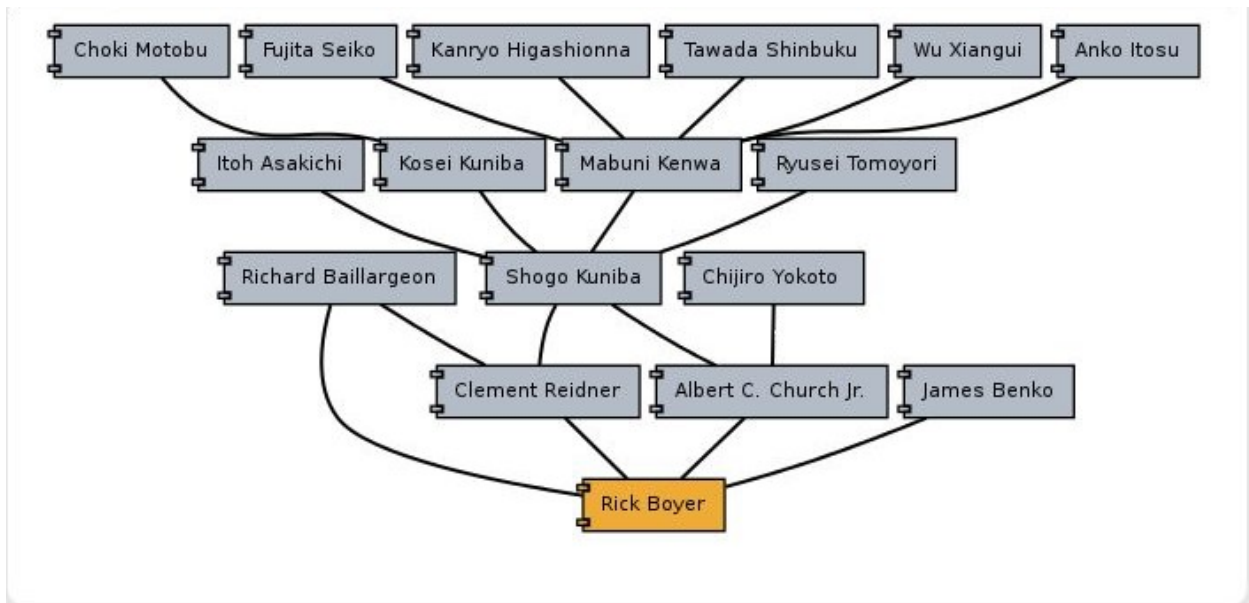 Choki Motobu
Fujita Seiko
Kanryo Higashionna
Tawada Shinbuku
Wu Xiangui
Anko Itosu
Itoh Asakichi
Kosei Kuniba
Mabuni Kenwa
Ryusei Tomoyori
Richard Baillargeon
Shogo Kuniba
Chijiro Yokoto
Clement Reidner
Albert C. Church Jr.
James Benko
Rick Boyer